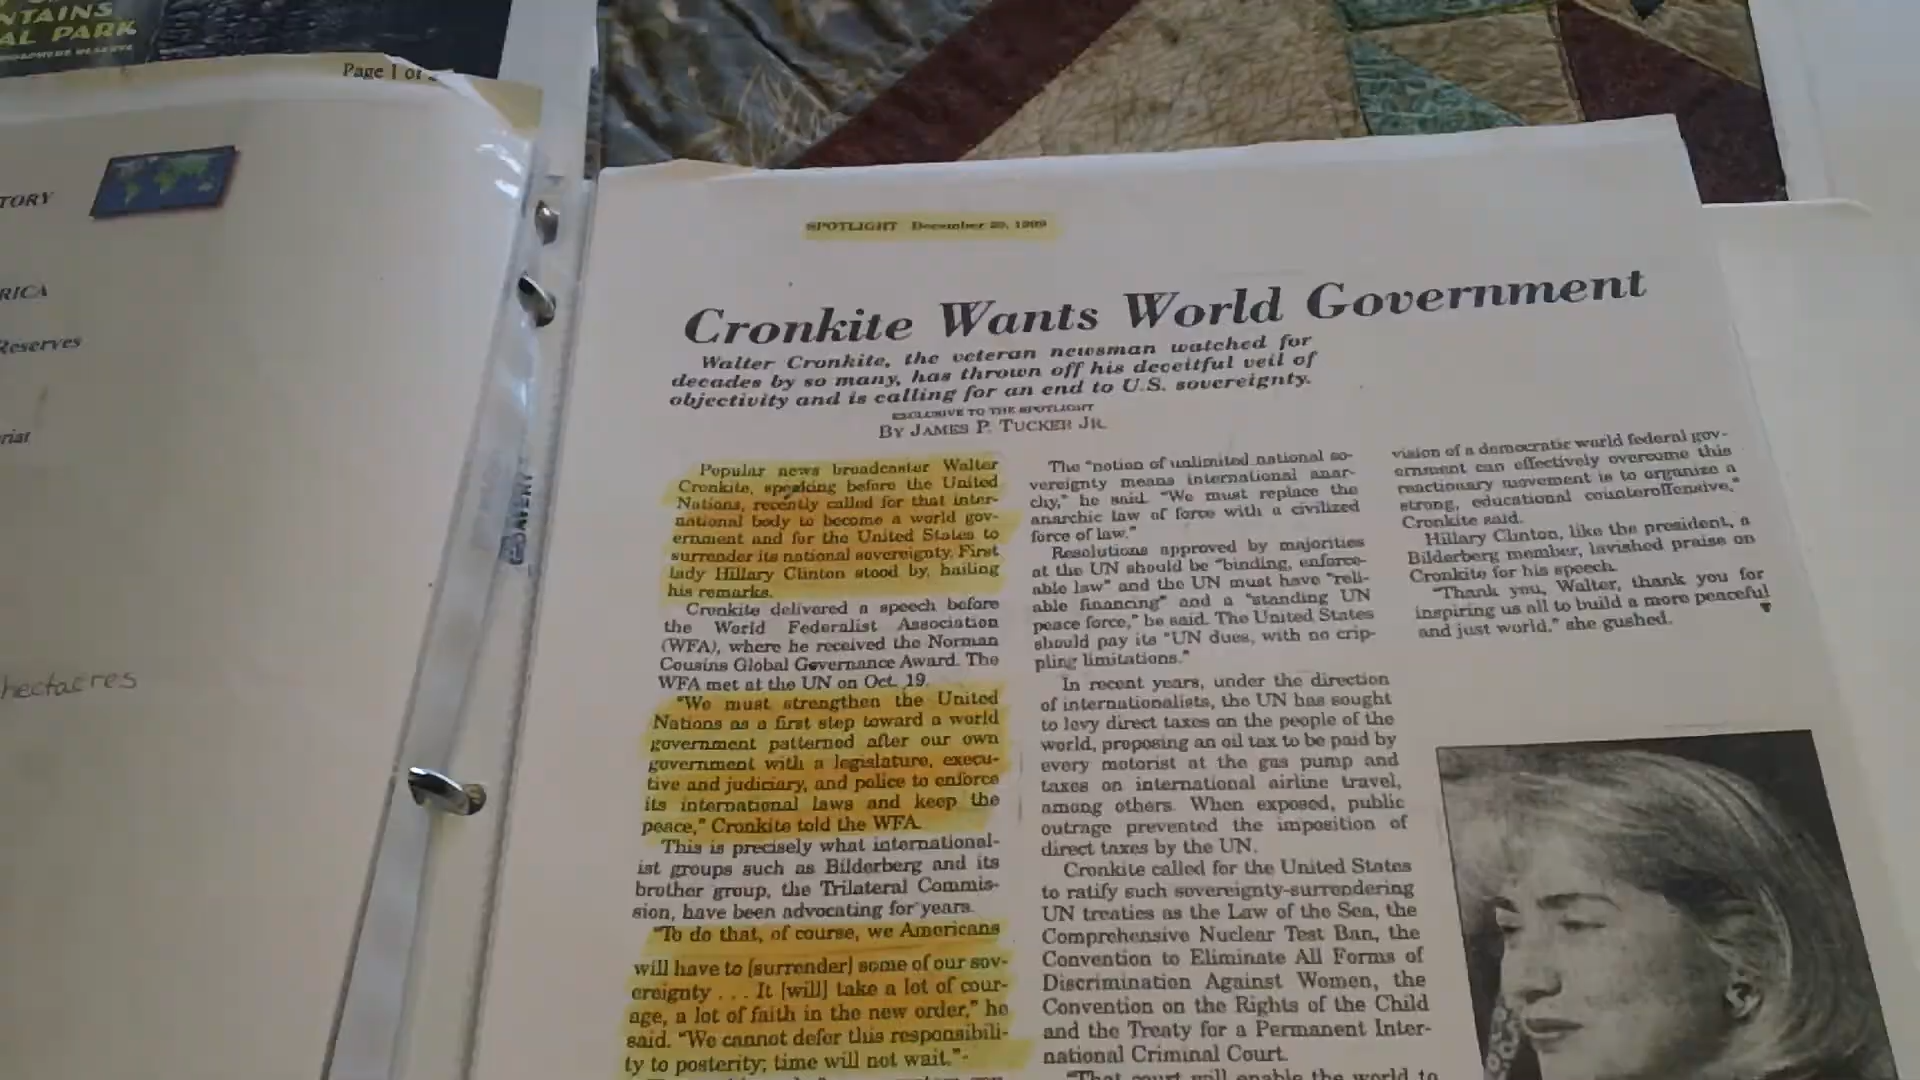 NTAINS
AL PARK
Page 1 of
TORY
RICA
Reserves
riat
hectacres
AVERY
SPOTLIGHT December 20, 1999
Cronkite Wants World Government
Walter Cronkite, the veteran newsman watched for
decades by so many, has thrown off his deceitful veil of
objectivity and is calling for an end to U.S. sovereignty.
EXCLUSIVE TO THE SPOTLIGHT
BY JAMES P. TUCKER JR.
Popular news broadcaster Walter
Cronkite, speaking before the United
Nations, recently called for that inter-
national body to become a world gov-
ernment and for the United States to
surrender its national sovereignty. First
lady Hillary Clinton stood by, hailing
his remarks.
Cronkite delivered a speech before
the World Federalist Association
(WFA), where he received the Norman
Cousins Global Governance Award. The
WFA met at the UN on Oct. 19.
"We must strengthen the United
Nations as a first step toward a world
government patterned after our own
government with a legislature, execu-
tive and judiciary, and police to enforce
its international laws and keep the
peace," Cronkite told the WFA.
This is precisely what international-
ist groups such as Bilderberg and its
brother group, the Trilateral Commis-
sion, have been advocating for years.
"To do that, of course, we Americans
will have to [surrender] some of our sov-
ereignty . . . It [will] take a lot of cour-
age, a lot of faith in the new order," he
said. "We cannot defer this responsibili-
ty to posterity; time will not wait."
The "notion of unlimited national so-
vereignty means international anar-
chy," he said. "We must replace the
anarchic law of force with a civilized
force of law."
Resolutions approved by majorities
at the UN should be "binding, enforce-
able law" and the UN must have "reli-
able financing" and a "standing UN
peace force," he said. The United States
should pay its "UN dues, with no crip-
pling limitations."
In recent years, under the direction
of internationalists, the UN has sought
to levy direct taxes on the people of the
world, proposing an oil tax to be paid by
every motorist at the gas pump and
taxes on international airline travel,
among others. When exposed, public
outrage prevented the imposition of
direct taxes by the UN.
Cronkite called for the United States
to ratify such sovereignty-surrendering
UN treaties as the Law of the Sea, the
Comprehensive Nuclear Test Ban, the
Convention to Eliminate All Forms of
Discrimination Against Women, the
Convention on the Rights of the Child
and the Treaty for a Permanent Inter-
national Criminal Court.
"That court will enable the world to
vision of a democratic world federal gov-
ernment can effectively overcome this
reactionary movement is to organize a
strong, educational counteroffensive,"
Cronkite said.
Hillary Clinton, like the president, a
Bilderberg member, lavished praise on
Cronkite for his speech.
"Thank you, Walter, thank you for
inspiring us all to build a more peaceful
and just world," she gushed.